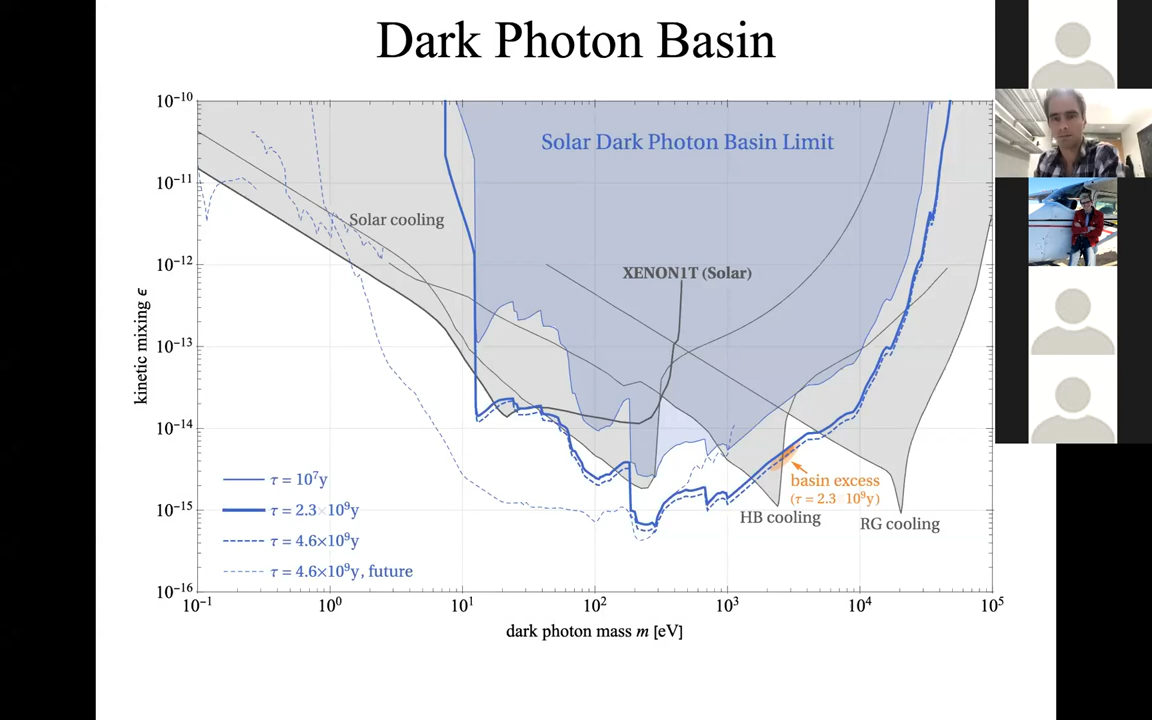 Dark Photon Basin
10⁻¹⁰
10⁻¹¹
10⁻¹²
10⁻¹³
10⁻¹⁴
10⁻¹⁵
10⁻¹⁶
kinetic mixing ϵ
Solar Dark Photon Basin Limit
Solar cooling
XENON1T (Solar)
basin excess
(τ = 2.3 10⁹y)
HB cooling
RG cooling
τ = 10⁷y
τ = 2.3×10⁹y
τ = 4.6×10⁹y
τ = 4.6×10⁹y, future
10⁻¹ 10⁰ 10¹ 10² 10³ 10⁴ 10⁵
dark photon mass m [eV]